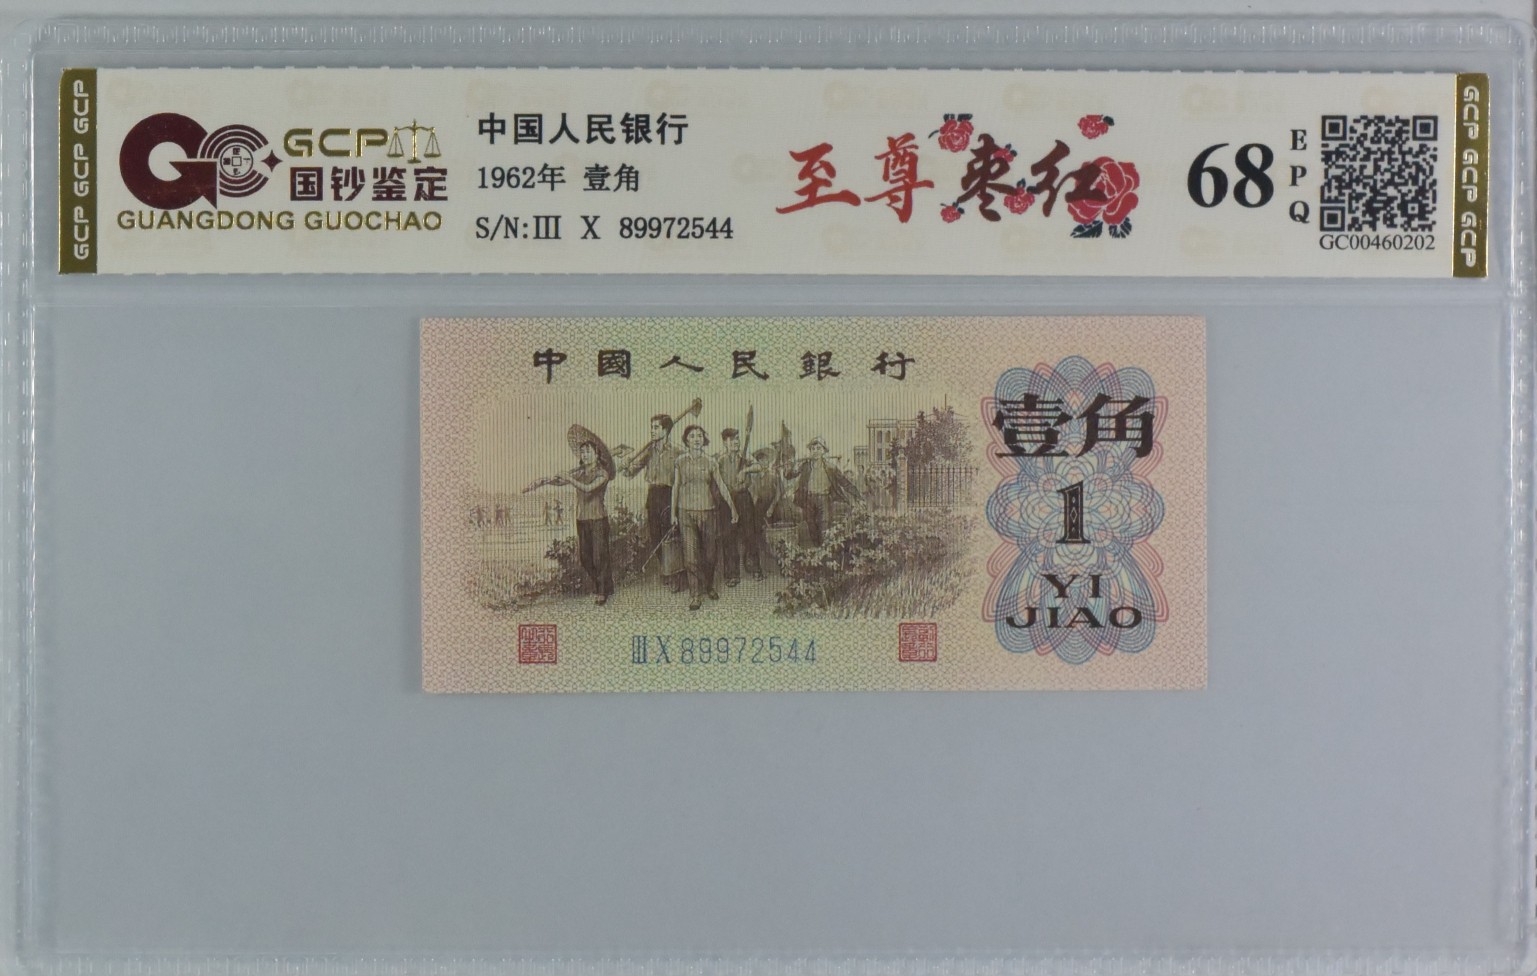 GCP GCP GCP
GCP
国钞鉴定
GUANGDONG GUOCHAO
中国人民银行
1962年 壹角
S/N:III X 89972544
至尊枣红
68
EPQ
GC00460202
GCP GCP GCP
中國人民銀行
壹角
1
YI
JIAO
III X 89972544